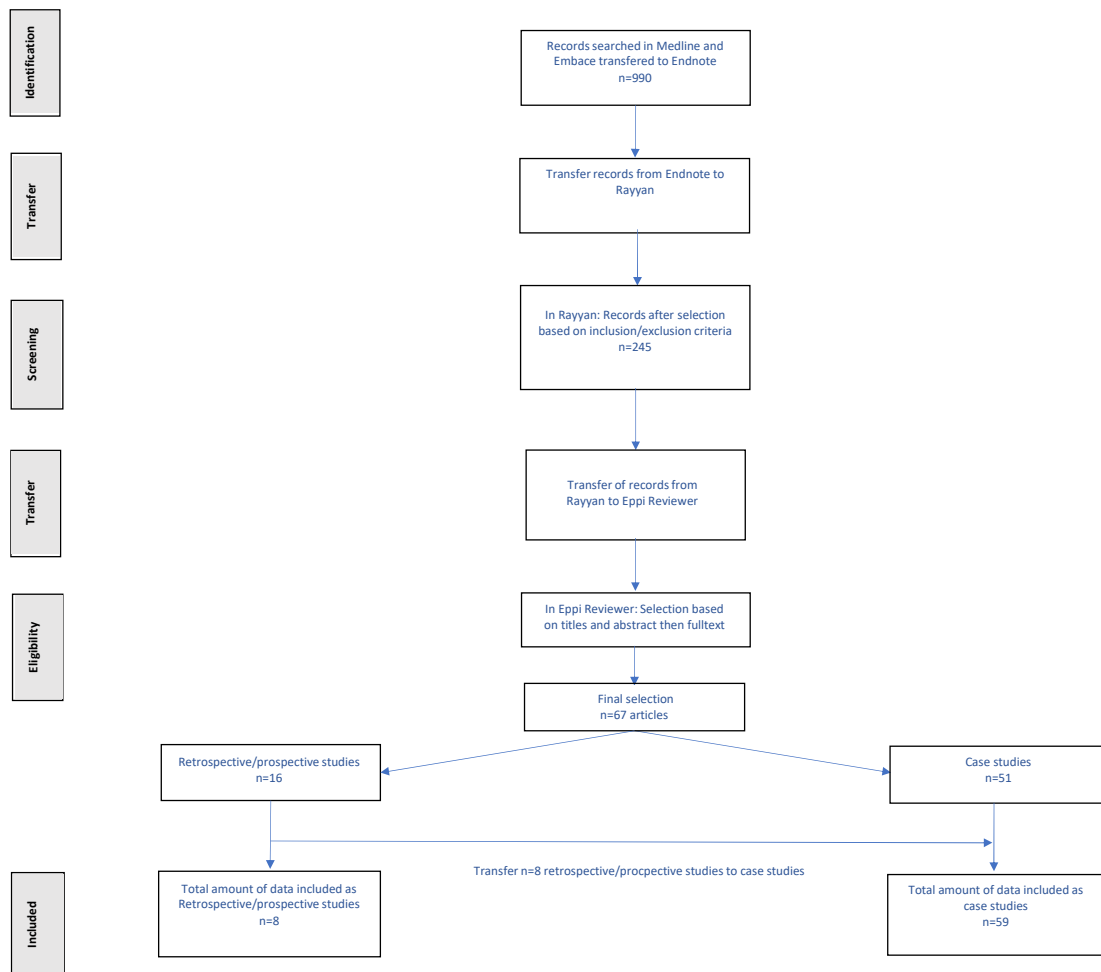 Identification
Records searched in Medline and
Embace transfered to Endnote
n=990
Transfer
Transfer records from Endnote to
Rayyan
Screening
In Rayyan: Records after selection
based on inclusion/exclusion criteria
n=245
Transfer
Transfer of records from
Rayyan to Eppi Reviewer
Eligibility
In Eppi Reviewer: Selection based
on titles and abstract then fulltext
Final selection
n=67 articles
Retrospective/prospective studies
n=16
Case studies
n=51
Transfer n=8 retrospective/procpective studies to case studies
Included
Total amount of data included as
Retrospective/prospective studies
n=8
Total amount of data included as
case studies
n=59